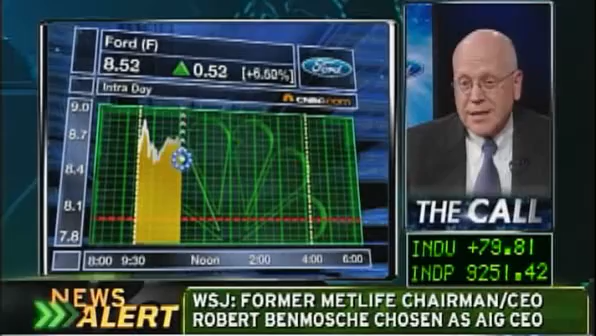 Ford (F)
8.52 0.52 [+6.50%]
Ford
Intra Day
CNBC.com
9.0
8.7
8.4
8.1
7.8
8:00 9:30 Noon 2:00 4:00 6:00
THE CALL
INDU +79.81
INDP 9251.42
NEWS ALERT
WSJ: FORMER METLIFE CHAIRMAN/CEO
ROBERT BENMOSCHE CHOSEN AS AIG CEO